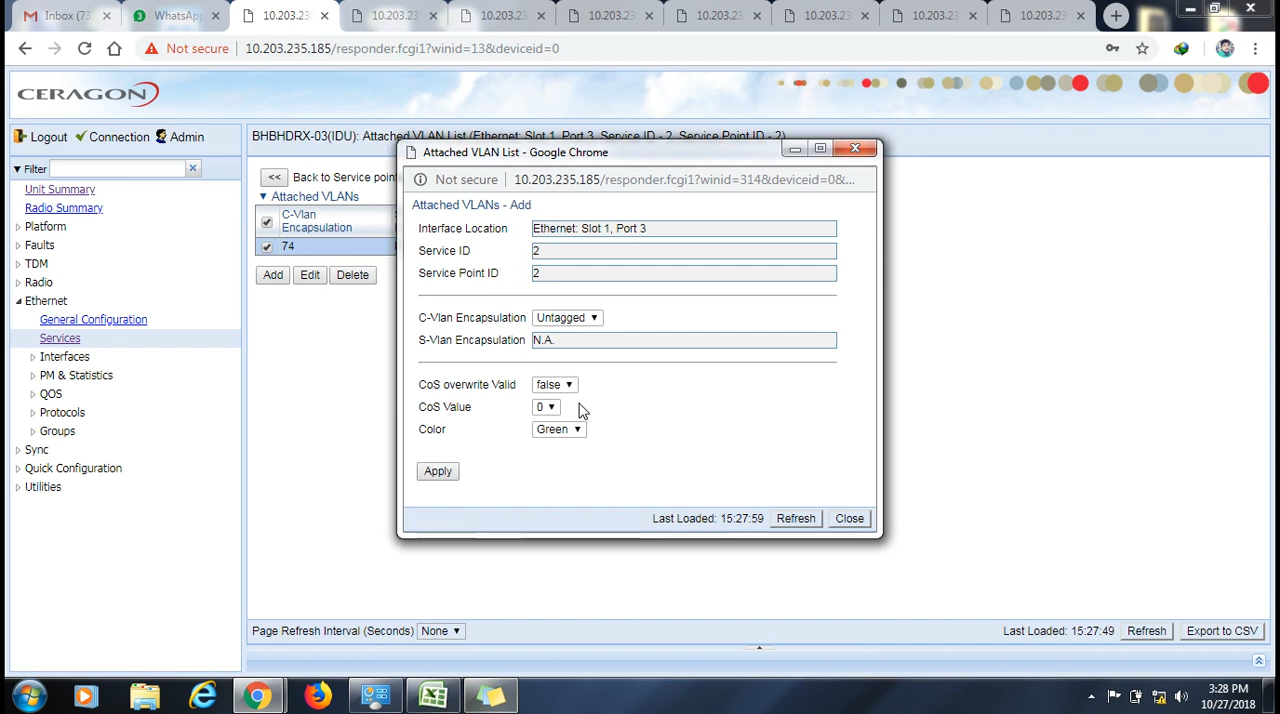 Inbox (73
3
WhatsApp
10.203.23
10.203.23
10.203.23
10.203.23
10.203.23
10.203.23
10.203.23
10.203.23
Not secure
10.203.235.185/responder.fcgi1?winid=13&deviceid=0
CERAGON
Logout
Connection
Admin
BHBHDRX-03(IDU): Attached VLAN List (Ethernet: Slot 1, Port 3, Service ID - 2, Service Point ID - 2)
Filter
Unit Summary
Radio Summary
Platform
Faults
TDM
Radio
Ethernet
General Configuration
Services
Interfaces
PM & Statistics
QOS
Protocols
Groups
Sync
Quick Configuration
Utilities
<< Back to Service point
Attached VLANs
C-Vlan
Encapsulation
74
Add
Edit
Delete
Attached VLAN List - Google Chrome
Not secure
10.203.235.185/responder.fcgi1?winid=314&deviceid=0&...
Attached VLANs - Add
Interface Location Ethernet: Slot 1, Port 3
Service ID 2
Service Point ID 2
C-Vlan Encapsulation Untagged
S-Vlan Encapsulation N.A.
CoS overwrite Valid false
CoS Value 0
Color Green
Apply
Last Loaded: 15:27:59 Refresh Close
Page Refresh Interval (Seconds) None
Last Loaded: 15:27:49 Refresh Export to CSV
3:28 PM
10/27/2018